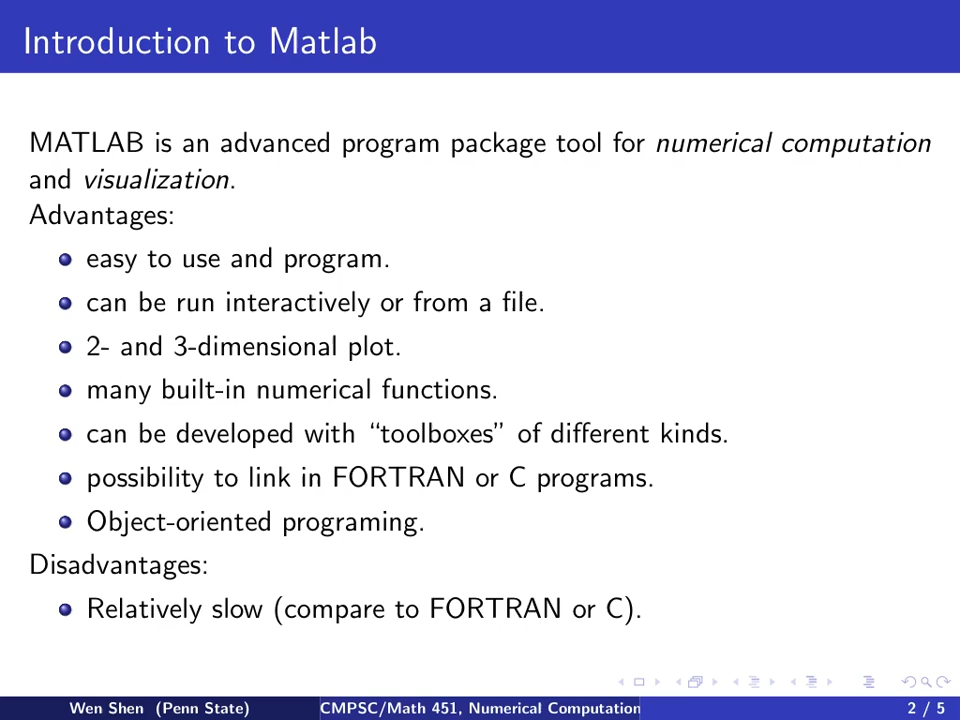 Introduction to Matlab
MATLAB is an advanced program package tool for numerical computation
and visualization.
Advantages:
easy to use and program.
can be run interactively or from a file.
2- and 3-dimensional plot.
many built-in numerical functions.
can be developed with “toolboxes” of different kinds.
possibility to link in FORTRAN or C programs.
Object-oriented programing.
Disadvantages:
Relatively slow (compare to FORTRAN or C).
Wen Shen (Penn State) CMPSC/Math 451, Numerical Computation 2 / 5